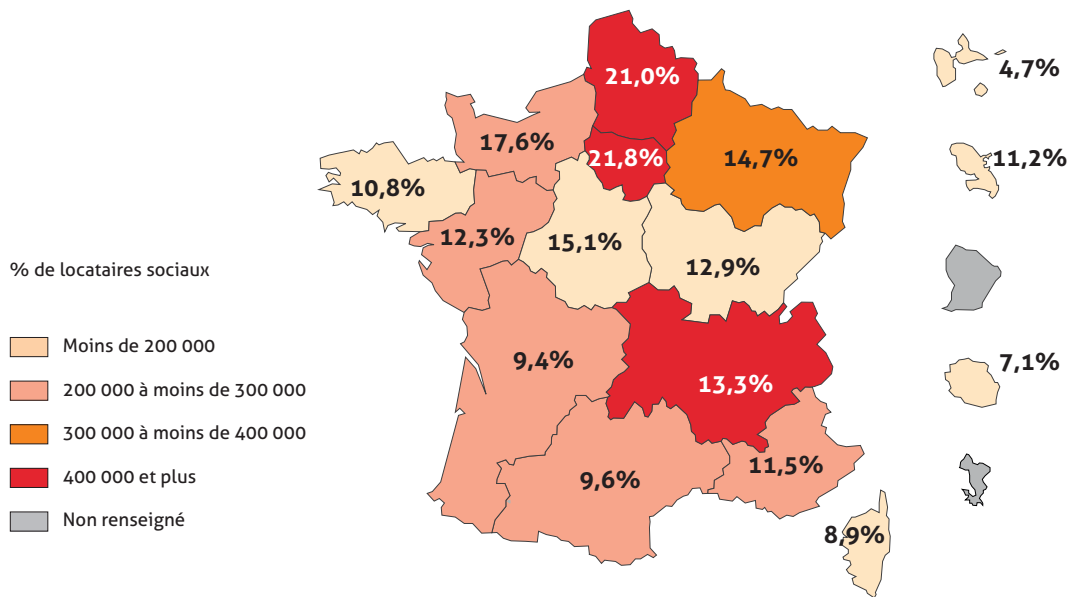 % de locataires sociaux
Moins de 200 000
200 000 à moins de 300 000
300 000 à moins de 400 000
400 000 et plus
Non renseigné
21,0%
17,6%
21,8%
14,7%
10,8%
12,3%
15,1%
12,9%
9,4%
13,3%
9,6%
11,5%
8,9%
4,7%
11,2%
7,1%